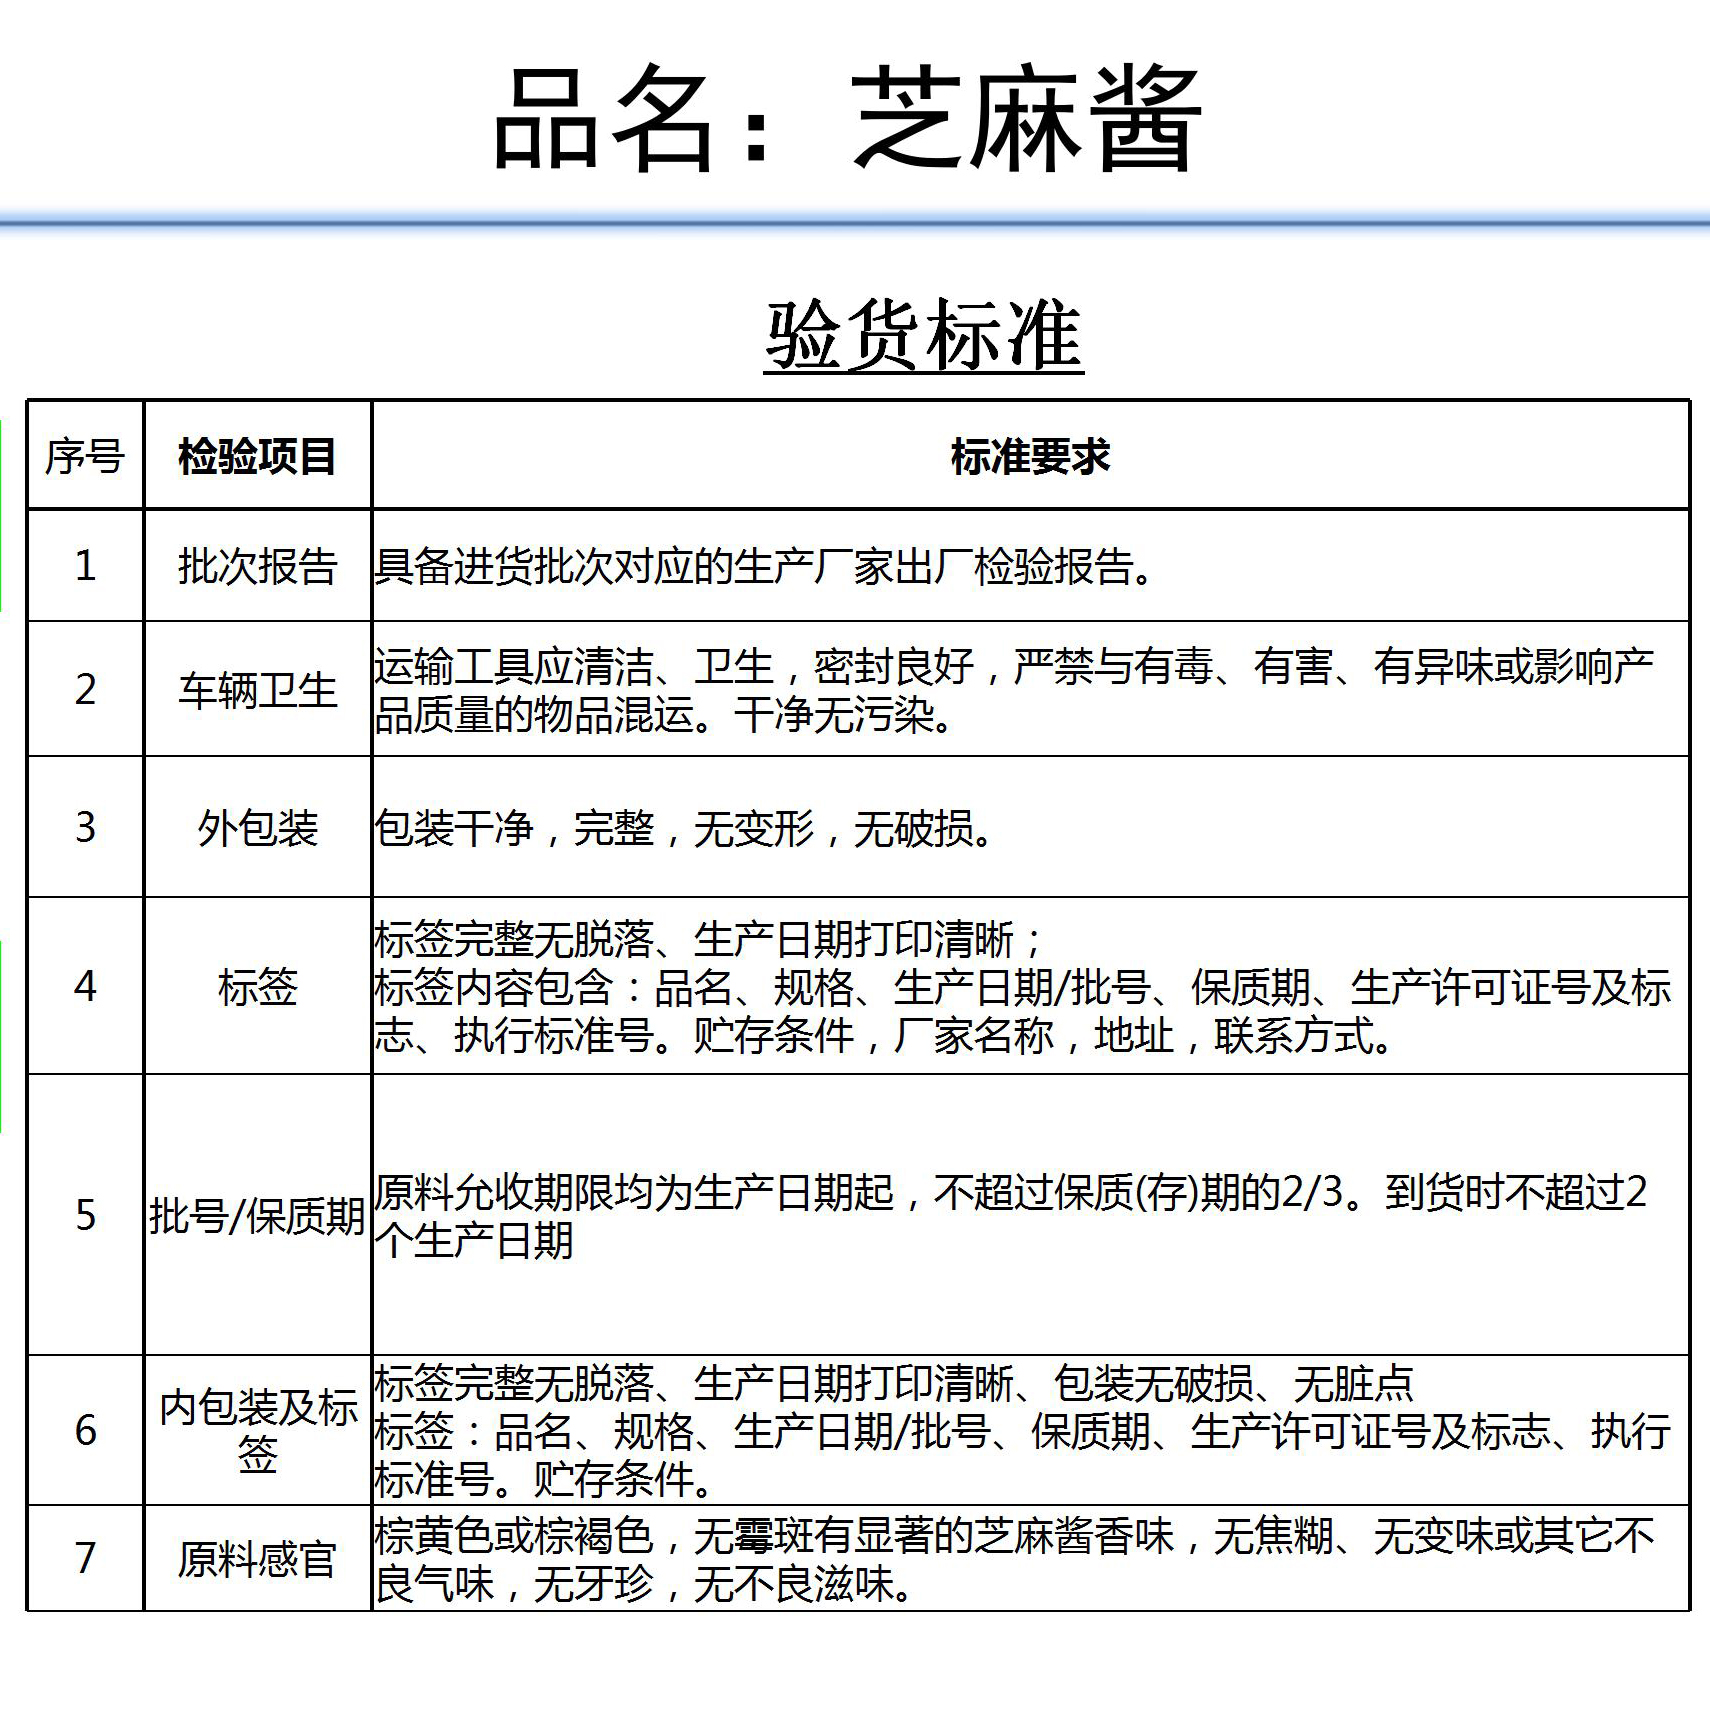 品名：芝麻酱
验货标准
序号 检验项目 标准要求
1 批次报告 具备进货批次对应的生产厂家出厂检验报告。
2 车辆卫生 运输工具应清洁、卫生，密封良好，严禁与有毒、有害、有异味或影响产
品质量的物品混运。干净无污染。
3 外包装 包装干净，完整，无变形，无破损。
4 标签 标签完整无脱落、生产日期打印清晰；
标签内容包含：品名、规格、生产日期/批号、保质期、生产许可证号及标
志、执行标准号。贮存条件，厂家名称，地址，联系方式。
5 批号/保质期 原料允收期限均为生产日期起，不超过保质(存)期的2/3。到货时不超过2
个生产日期
6 内包装及标
签
标签完整无脱落、生产日期打印清晰、包装无破损、无脏点
标签：品名、规格、生产日期/批号、保质期、生产许可证号及标志、执行
标准号。贮存条件。
7 原料感官 棕黄色或棕褐色，无霉斑有显著的芝麻酱香味，无焦糊、无变味或其它不
良气味，无牙珍，无不良滋味。